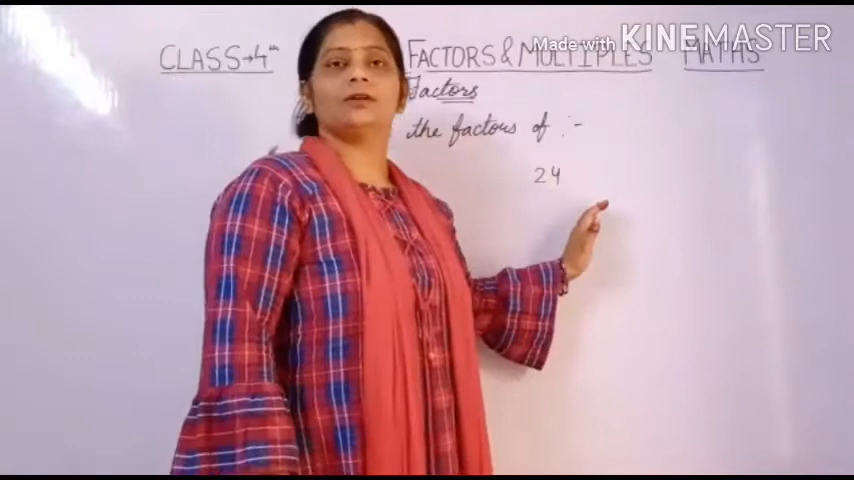 CLASS→4th FACTORS & MULTIPLES MATHS
Made with KINEMASTER
Factors
the factors of :-
24